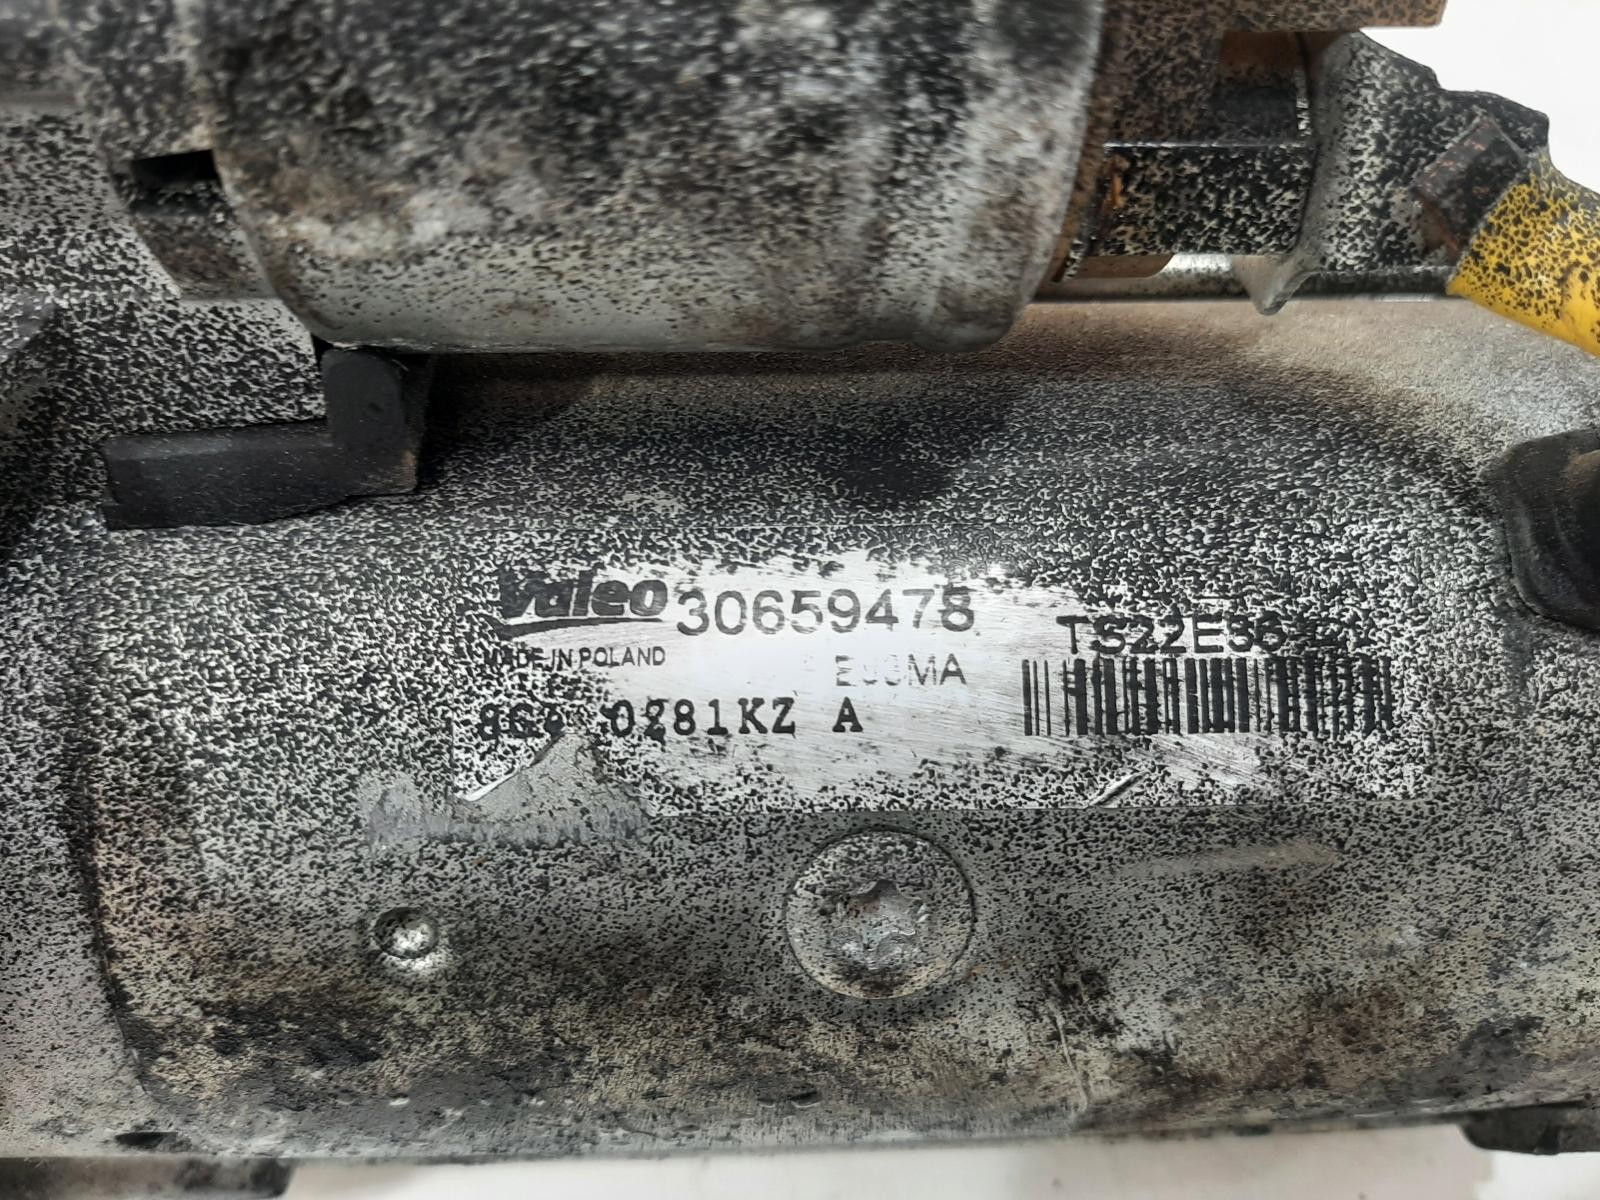 Valeo 30659478 TS22E36
MADE IN POLAND
0281KZ A